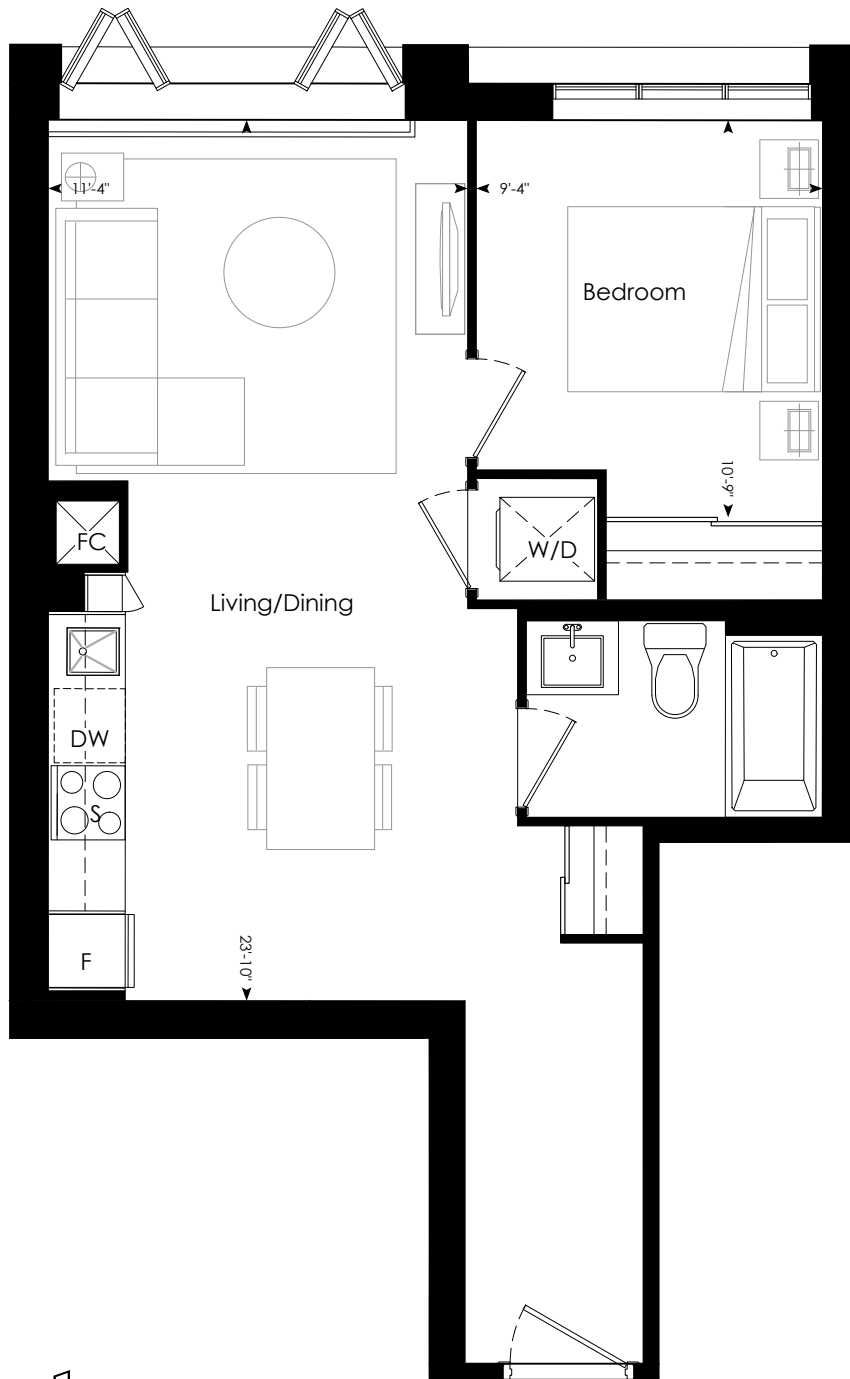 11'-4"
9'-4"
Bedroom
10'-9"
FC
W/D
Living/Dining
DW
S
F
23'-10"